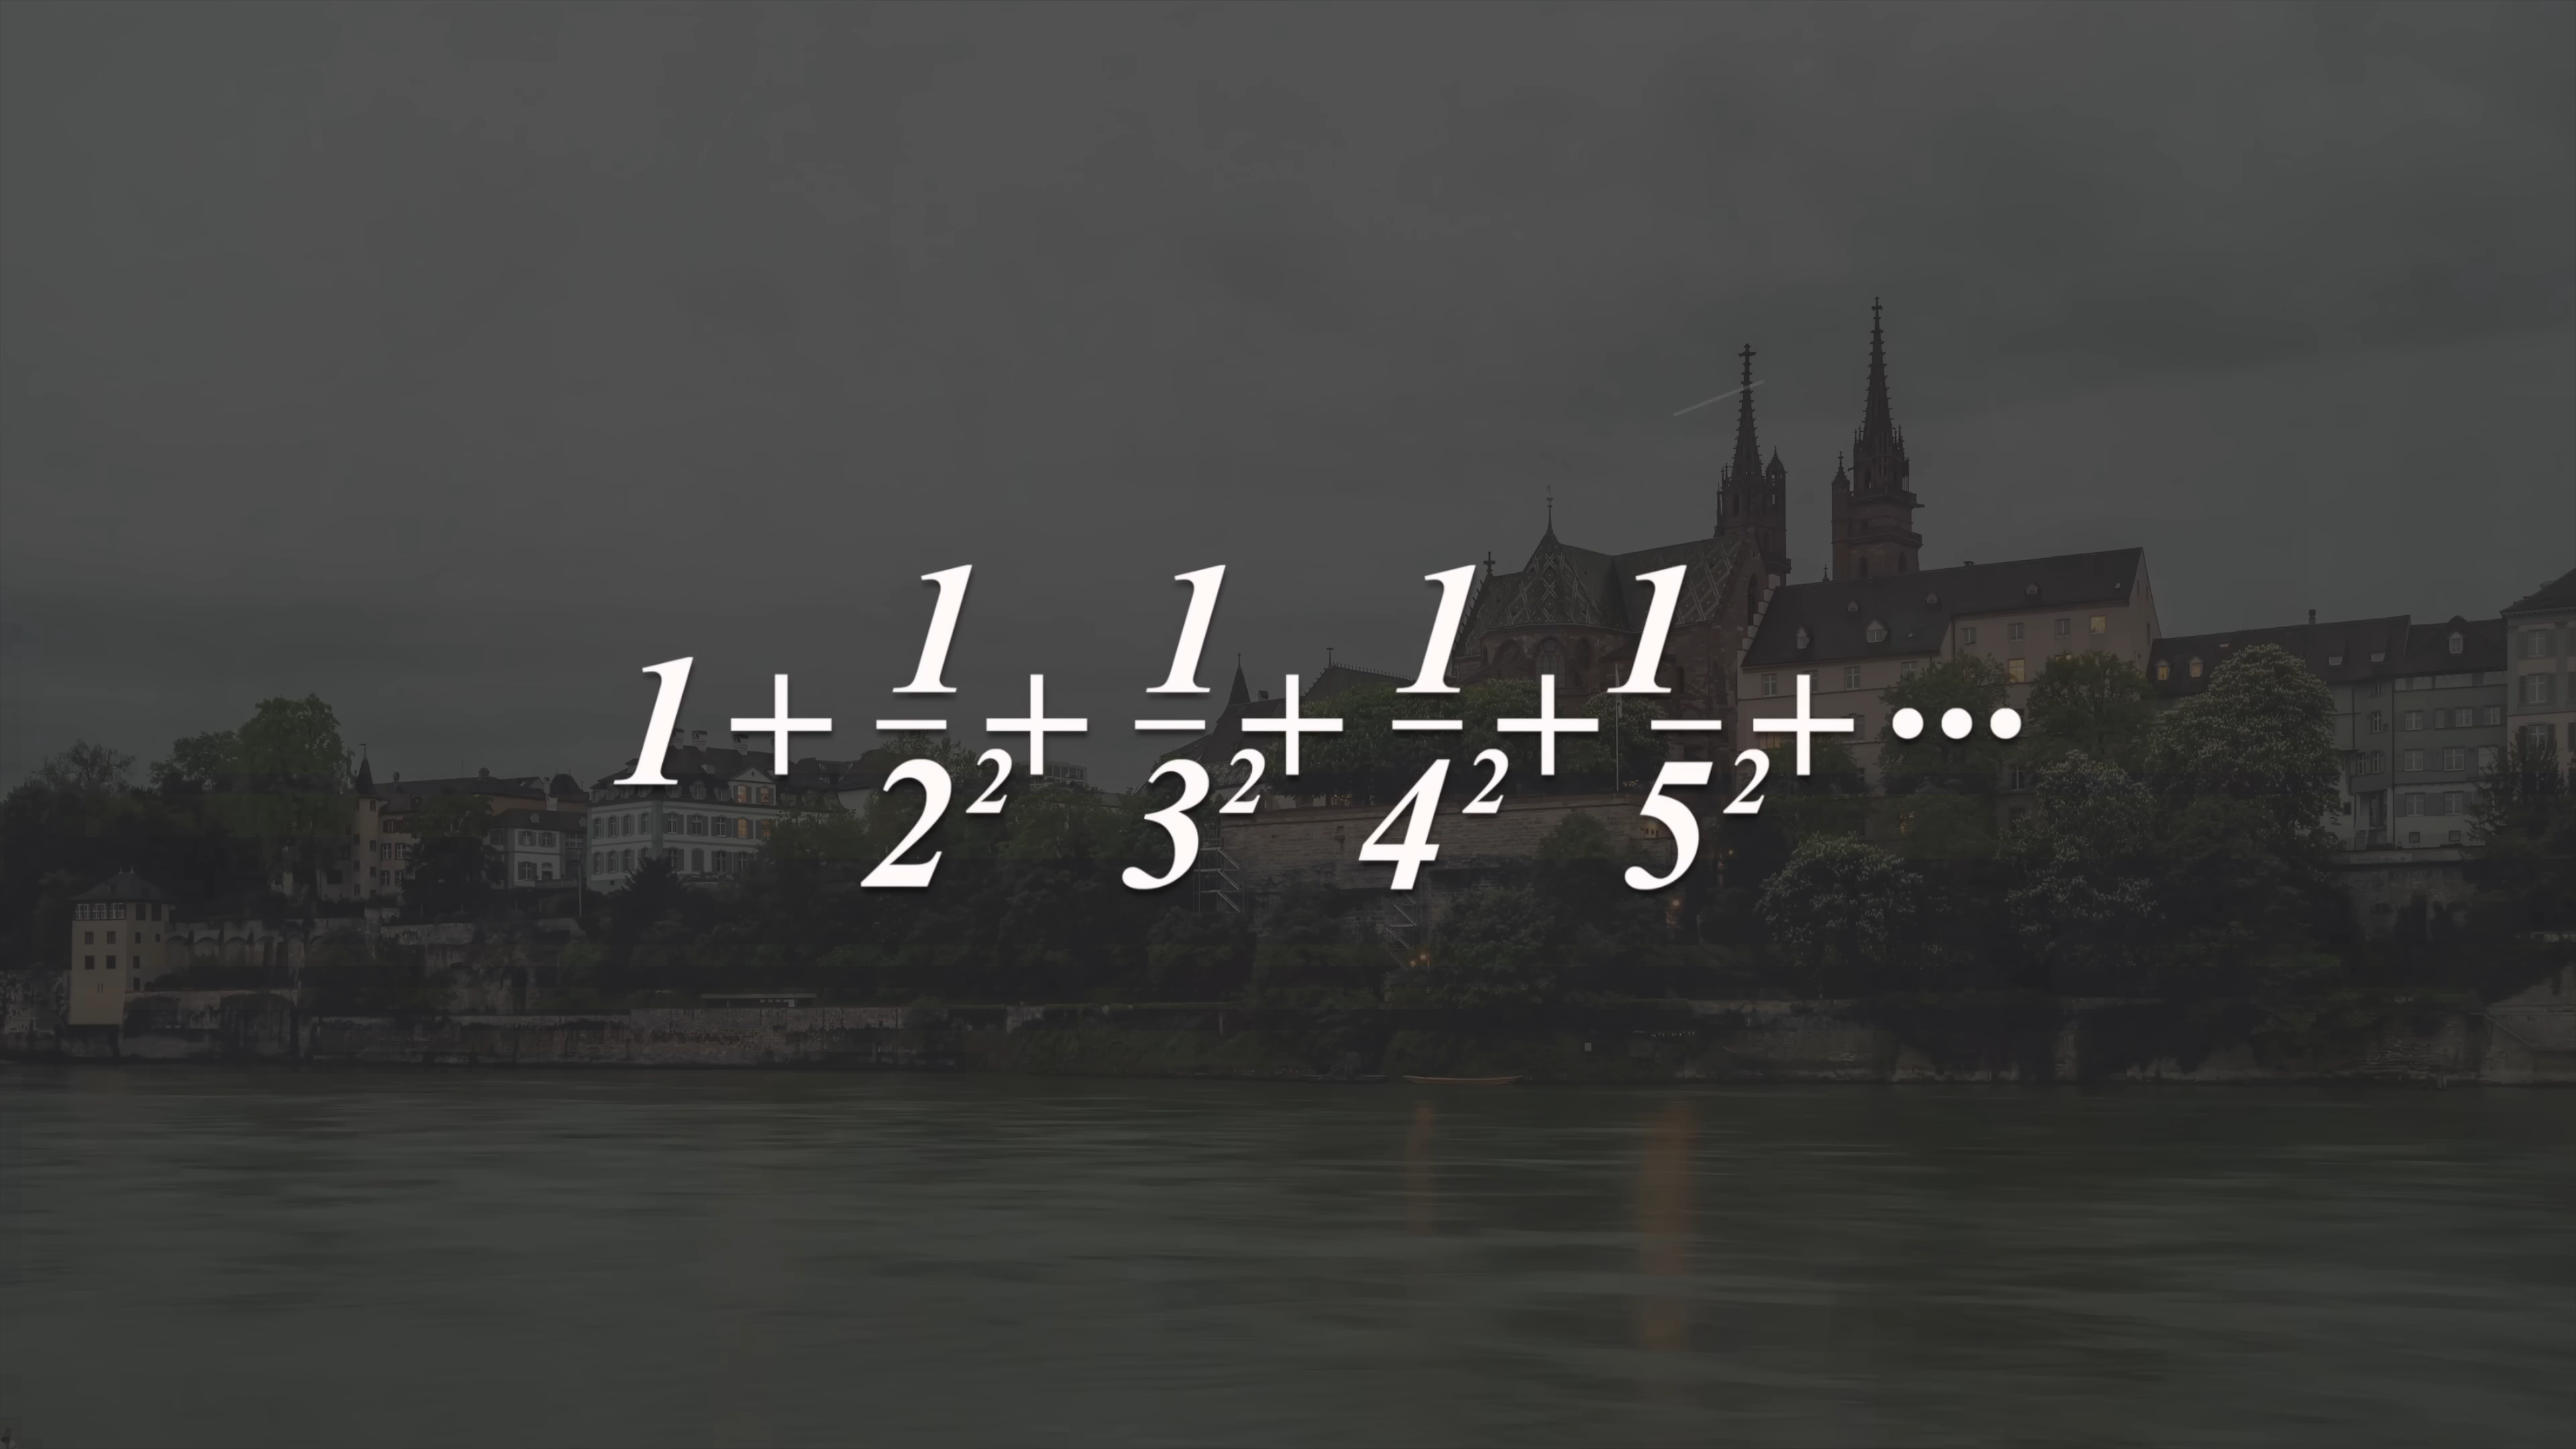 1 + 1/2² + 1/3² + 1/4² + 1/5² + •••